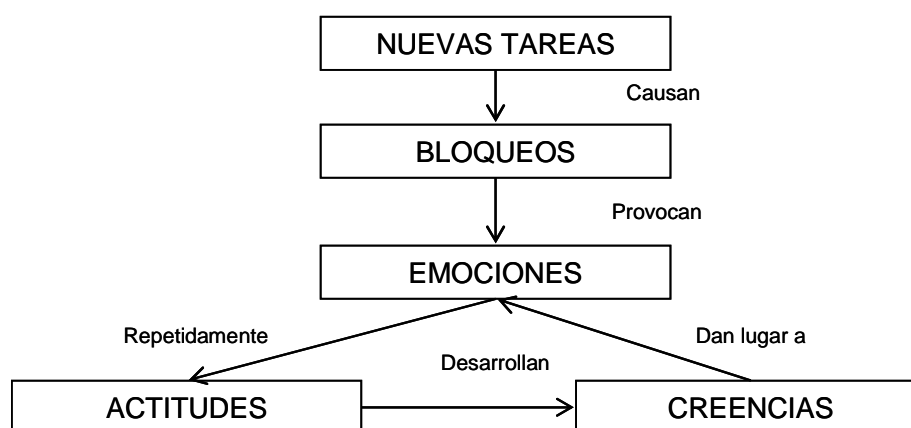 NUEVAS TAREAS
Causan
BLOQUEOS
Provocan
EMOCIONES
Repetidamente
Dan lugar a
Desarrollan
ACTITUDES
CREENCIAS